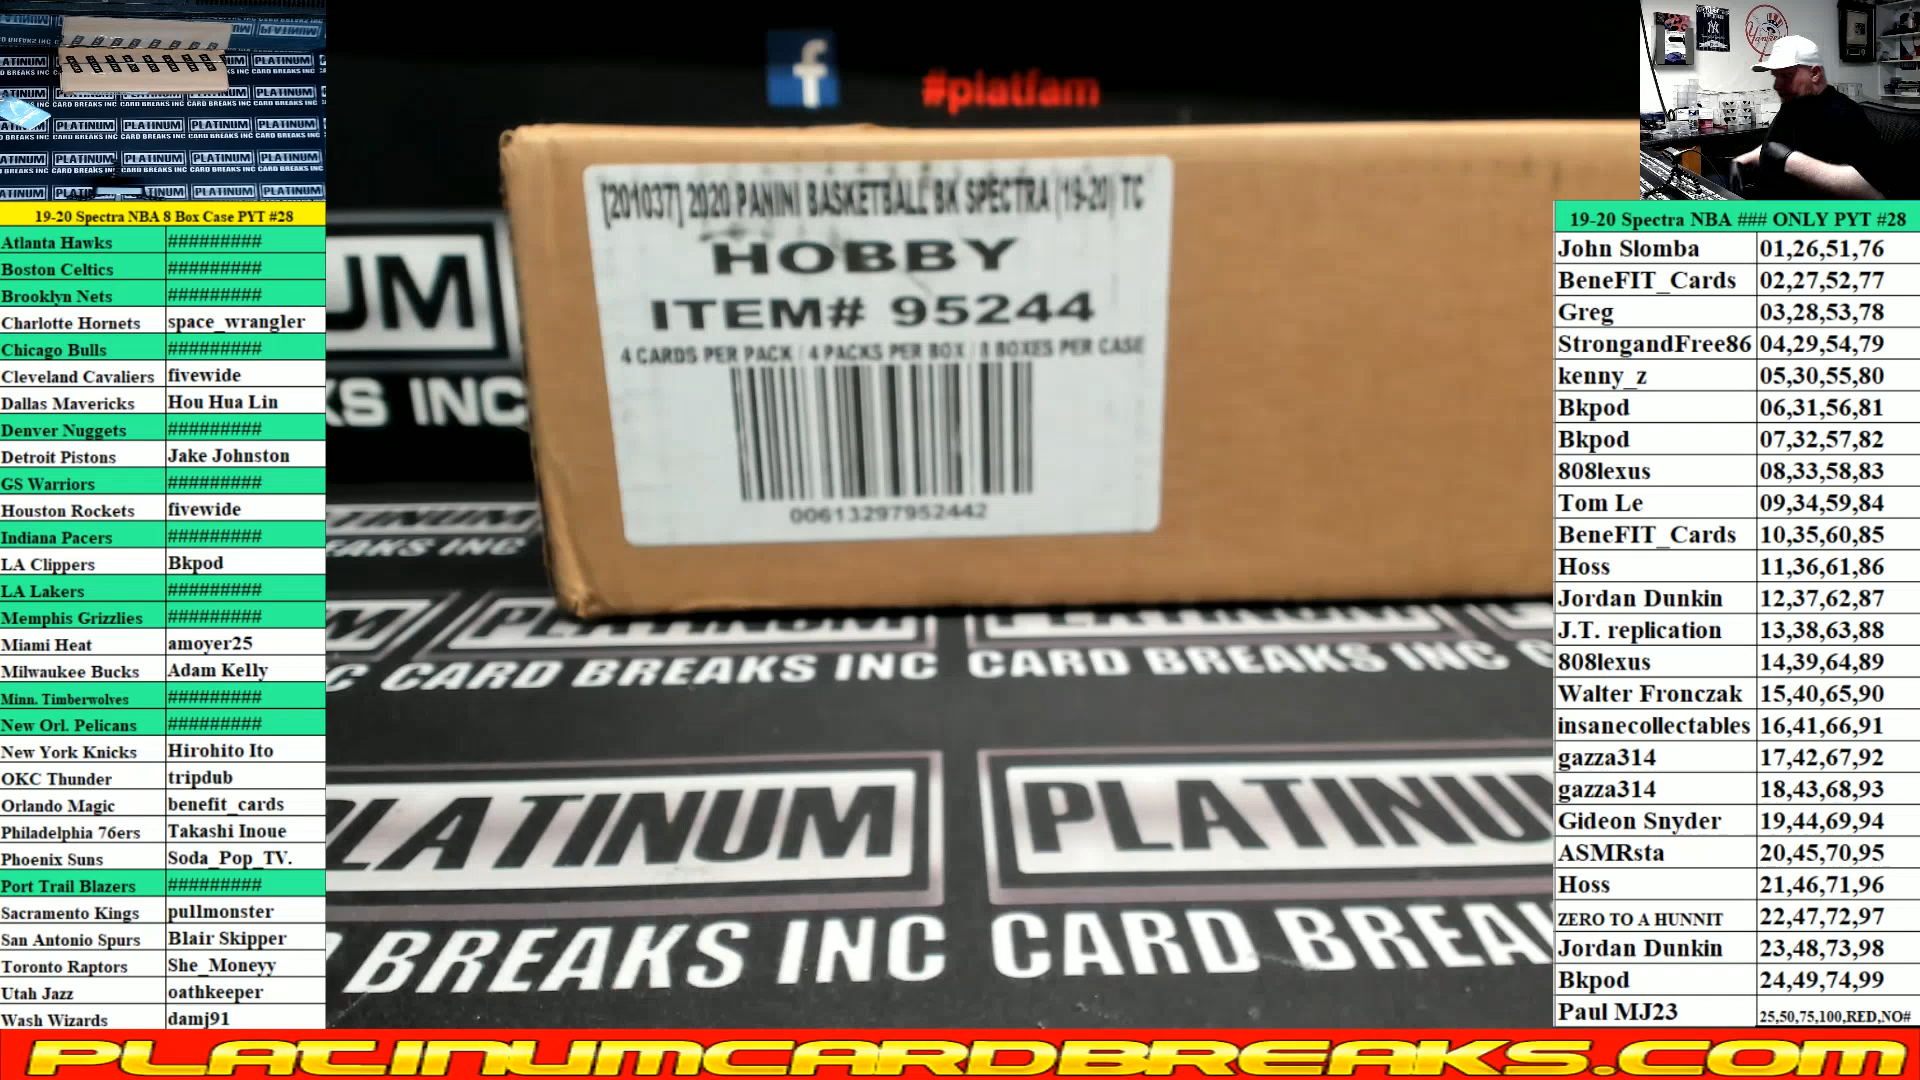 19-20 Spectra NBA 8 Box Case PYT #28
Atlanta Hawks #########
Boston Celtics #########
Brooklyn Nets #########
Charlotte Hornets space_wrangler
Chicago Bulls #########
Cleveland Cavaliers fivewide
Dallas Mavericks Hou Hua Lin
Denver Nuggets #########
Detroit Pistons Jake Johnston
GS Warriors #########
Houston Rockets fivewide
Indiana Pacers #########
LA Clippers Bkpod
LA Lakers #########
Memphis Grizzlies #########
Miami Heat amoyer25
Milwaukee Bucks Adam Kelly
Minn. Timberwolves #########
New Orl. Pelicans #########
New York Knicks Hirohito Ito
OKC Thunder tripdub
Orlando Magic benefit_cards
Philadelphia 76ers Takashi Inoue
Phoenix Suns Soda_Pop_TV.
Port Trail Blazers #########
Sacramento Kings pullmonster
San Antonio Spurs Blair Skipper
Toronto Raptors She_Moneyy
Utah Jazz oathkeeper
Wash Wizards damj91
f #platfam
[201037] 2020 PANINI BASKETBALL BK SPECTRA (19-20) TC
HOBBY
ITEM# 95244
4 CARDS PER PACK / 4 PACKS PER BOX / 8 BOXES PER CASE
00613297952442
UM
KS INC
PLATINUM
CARD BREAKS INC CARD BREAKS INC
PLATINUM PLATINU
BREAKS INC CARD BREA
19-20 Spectra NBA ### ONLY PYT #28
John Slomba 01,26,51,76
BeneFIT_Cards 02,27,52,77
Greg 03,28,53,78
StrongandFree86 04,29,54,79
kenny_z 05,30,55,80
Bkpod 06,31,56,81
Bkpod 07,32,57,82
808lexus 08,33,58,83
Tom Le 09,34,59,84
BeneFIT_Cards 10,35,60,85
Hoss 11,36,61,86
Jordan Dunkin 12,37,62,87
J.T. replication 13,38,63,88
808lexus 14,39,64,89
Walter Fronczak 15,40,65,90
insanecollectables 16,41,66,91
gazza314 17,42,67,92
gazza314 18,43,68,93
Gideon Snyder 19,44,69,94
ASMRsta 20,45,70,95
Hoss 21,46,71,96
ZERO TO A HUNNIT 22,47,72,97
Jordan Dunkin 23,48,73,98
Bkpod 24,49,74,99
Paul MJ23 25,50,75,100,RED,NO#
PLATINUMCARDBREAKS.COM